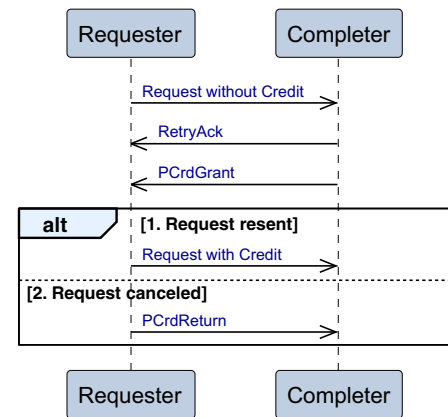 Requester Completer
Request without Credit
RetryAck
PCrdGrant
alt [1. Request resent]
Request with Credit
[2. Request canceled]
PCrdReturn
Requester Completer